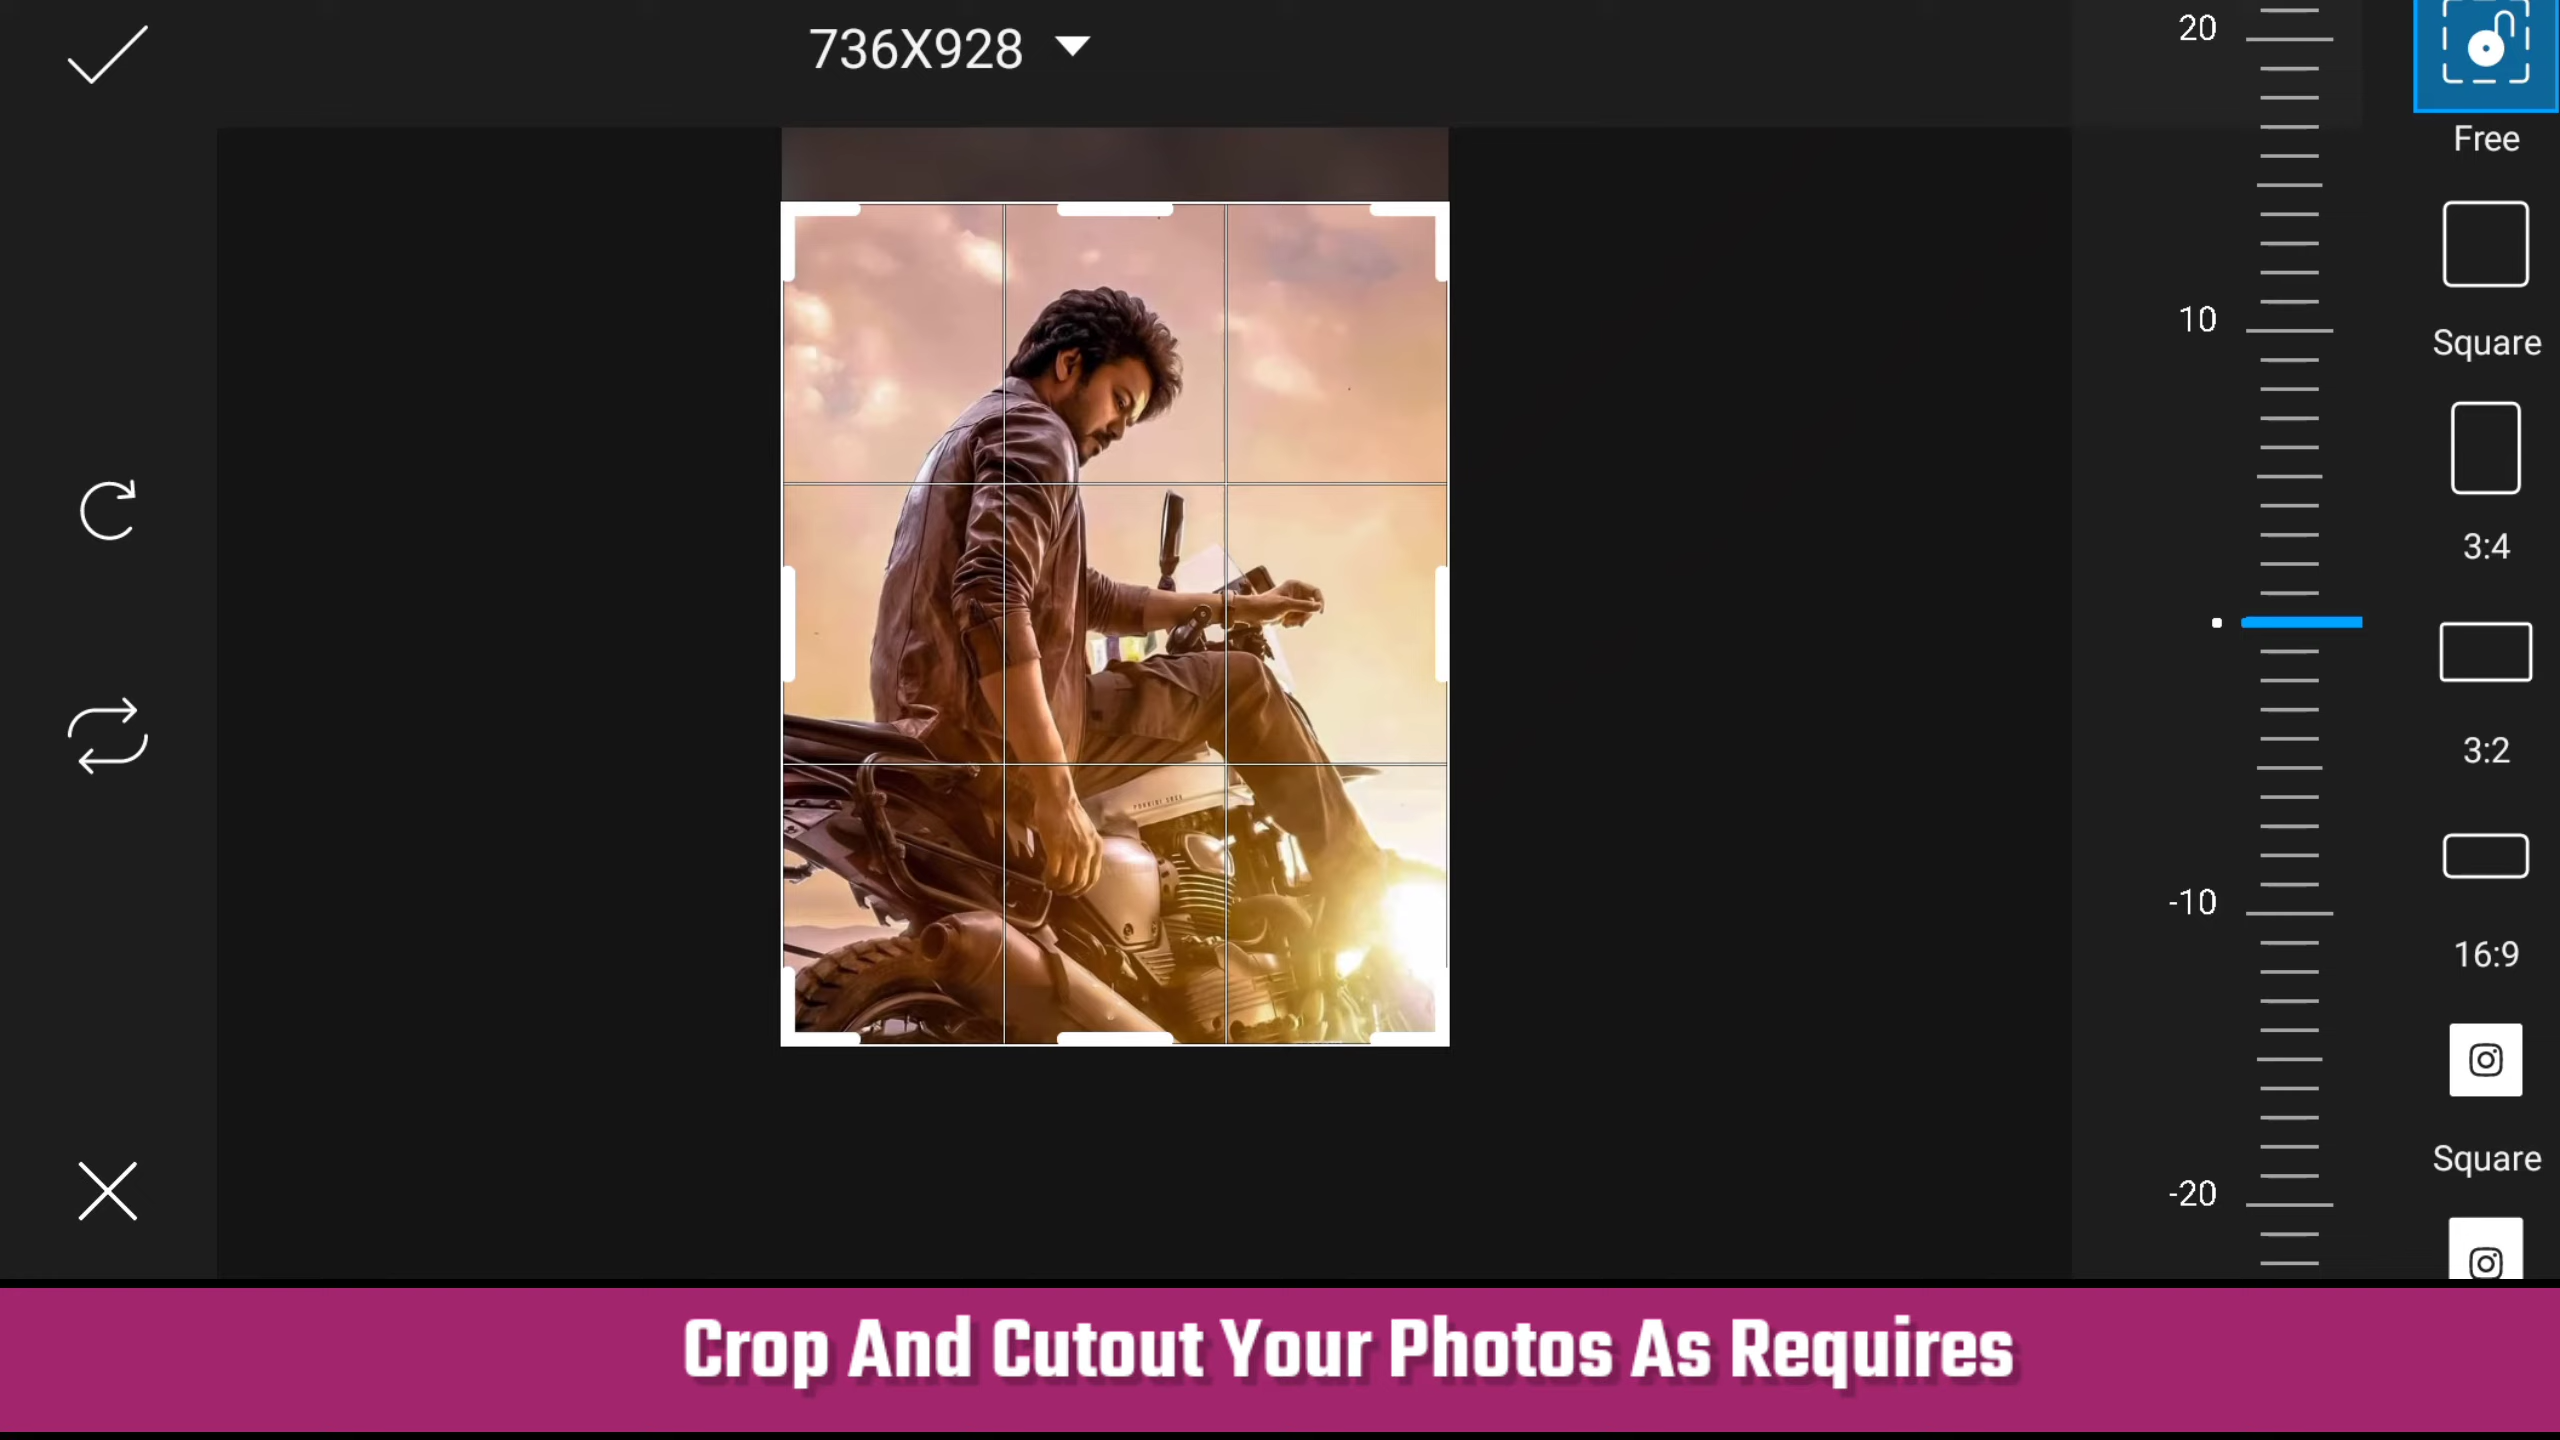 736X928
20
10
-10
-20
Free
Square
3:4
3:2
16:9
Square
Crop And Cutout Your Photos As Requires